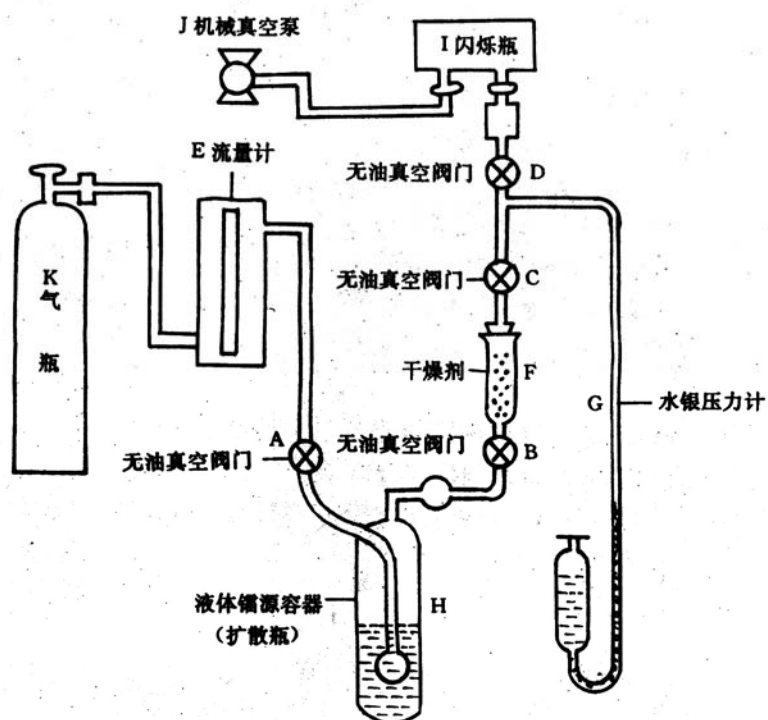 J 机械真空泵
I 闪烁瓶
E 流量计
无油真空阀门
D
K
气
瓶
无油真空阀门
C
干燥剂
F
G
水银压力计
A
无油真空阀门
无油真空阀门
B
液体镭源容器
(扩散瓶)
H